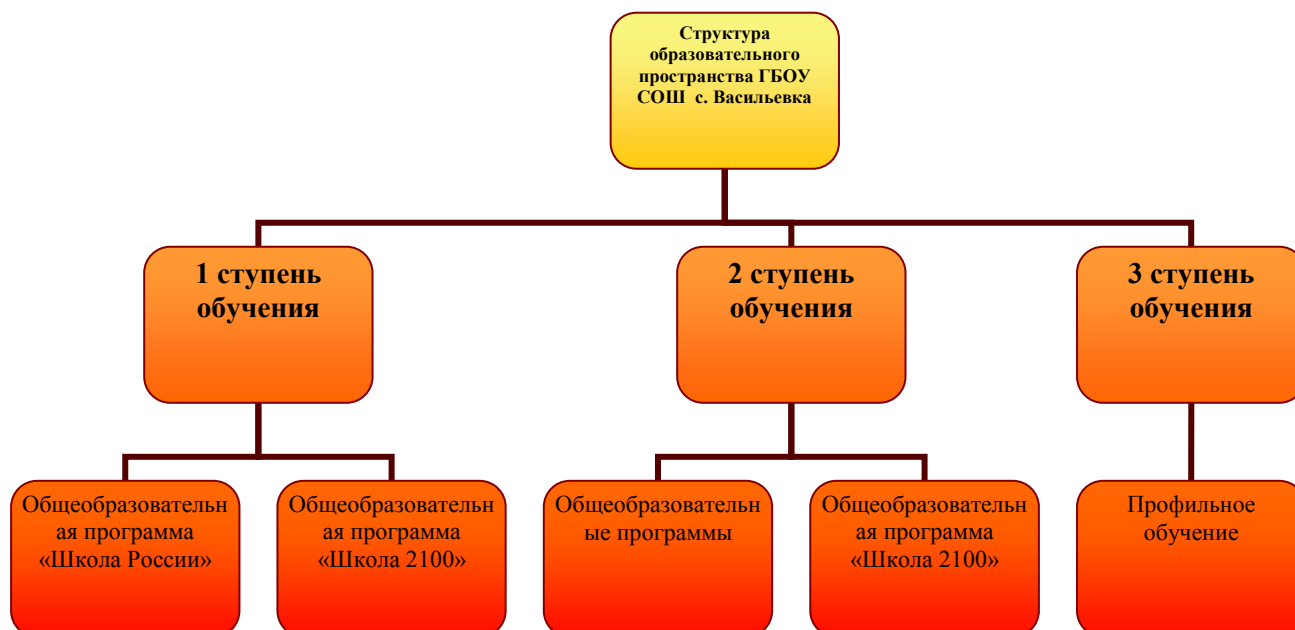 Структура
образовательного
пространства ГБОУ
СОШ с. Васильевка
1 ступень
обучения
2 ступень
обучения
3 ступень
обучения
Общеобразовательн
ая программа
«Школа России»
Общеобразовательн
ая программа
«Школа 2100»
Общеобразовательн
ые программы
Общеобразовательн
ая программа
«Школа 2100»
Профильное
обучение